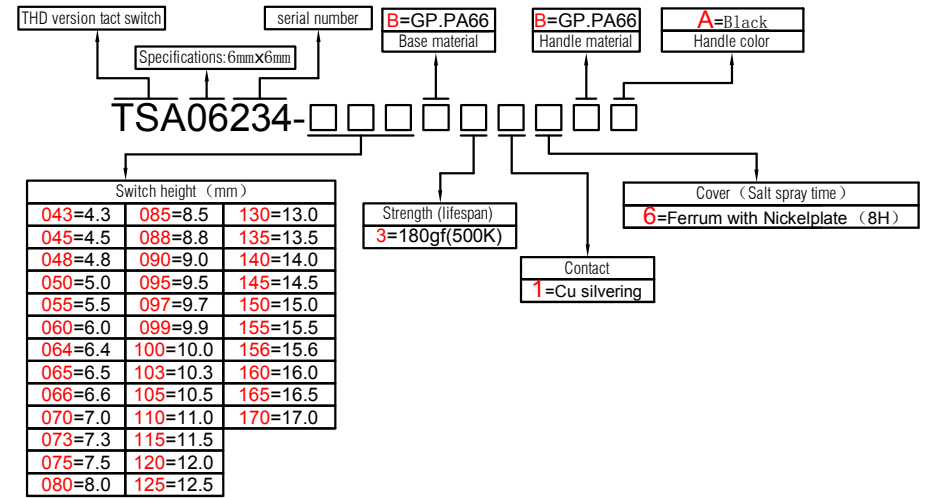 THD version tact switch
serial number
B=GP.PA66
Base material
B=GP.PA66
Handle material
A=Black
Handle color
Specifications:6mmX6mm
TSA06234-□□□□□□□□□
Switch height（mm）
043=4.3 085=8.5 130=13.0
045=4.5 088=8.8 135=13.5
048=4.8 090=9.0 140=14.0
050=5.0 095=9.5 145=14.5
055=5.5 097=9.7 150=15.0
060=6.0 099=9.9 155=15.5
064=6.4 100=10.0 156=15.6
065=6.5 103=10.3 160=16.0
066=6.6 105=10.5 165=16.5
070=7.0 110=11.0 170=17.0
073=7.3 115=11.5
075=7.5 120=12.0
080=8.0 125=12.5
Strength (lifespan)
3=180gf(500K)
Contact
1=Cu silvering
Cover（Salt spray time）
6=Ferrum with Nickelplate（8H）